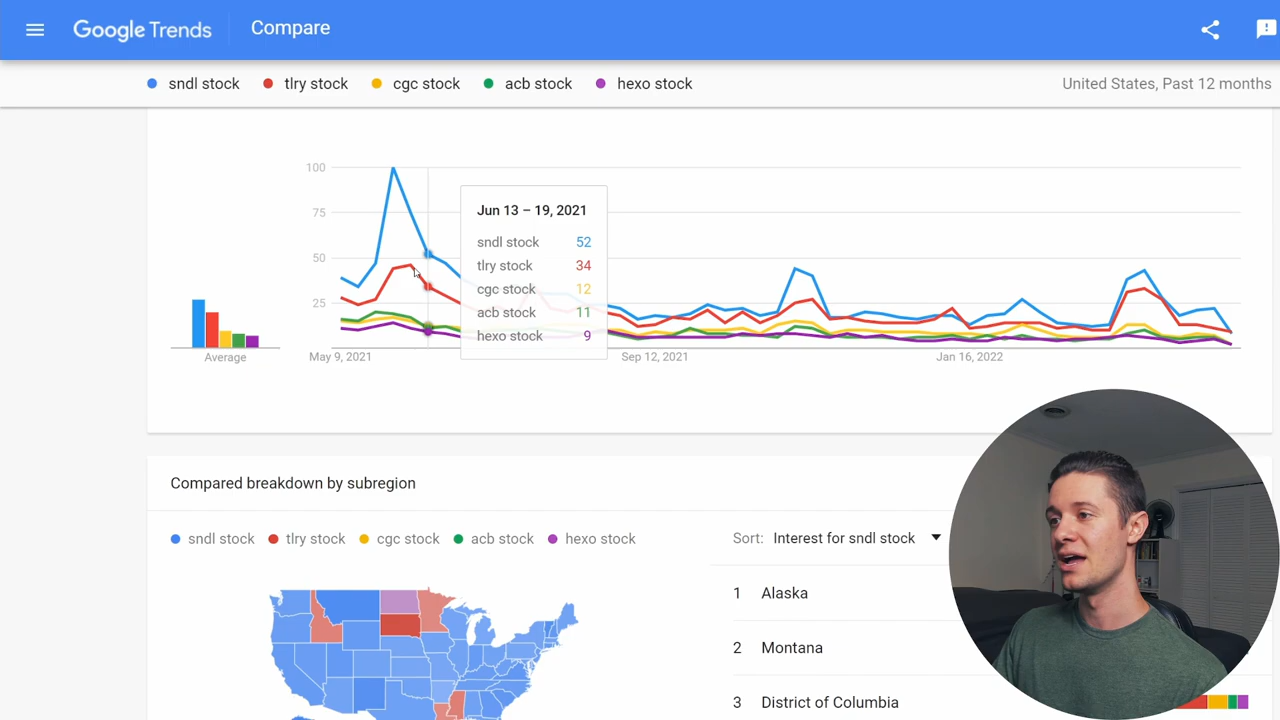 Google Trends Compare
sndl stock tlry stock cgc stock acb stock hexo stock United States, Past 12 months
100
75
50
25
Average
May 9, 2021 Sep 12, 2021 Jan 16, 2022
Jun 13 – 19, 2021
sndl stock 52
tlry stock 34
cgc stock 12
acb stock 11
hexo stock 9
Compared breakdown by subregion
sndl stock tlry stock cgc stock acb stock hexo stock
Sort: Interest for sndl stock
1 Alaska
2 Montana
3 District of Columbia